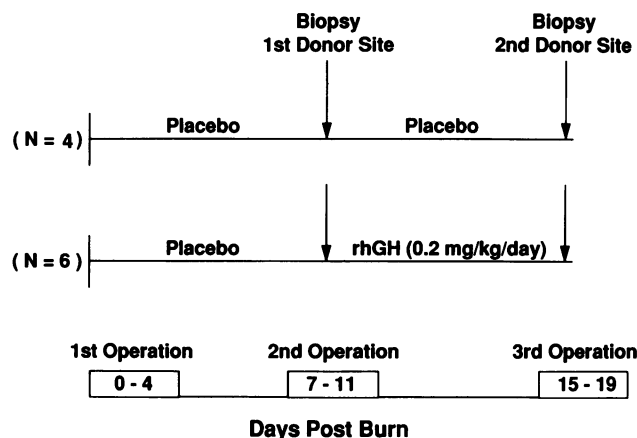 Biopsy Biopsy
1st Donor Site 2nd Donor Site
Placebo Placebo
( N = 4 )
Placebo rhGH (0.2 mg/kg/day)
( N = 6 )
1st Operation 2nd Operation 3rd Operation
0 - 4 7 - 11 15 - 19
Days Post Burn